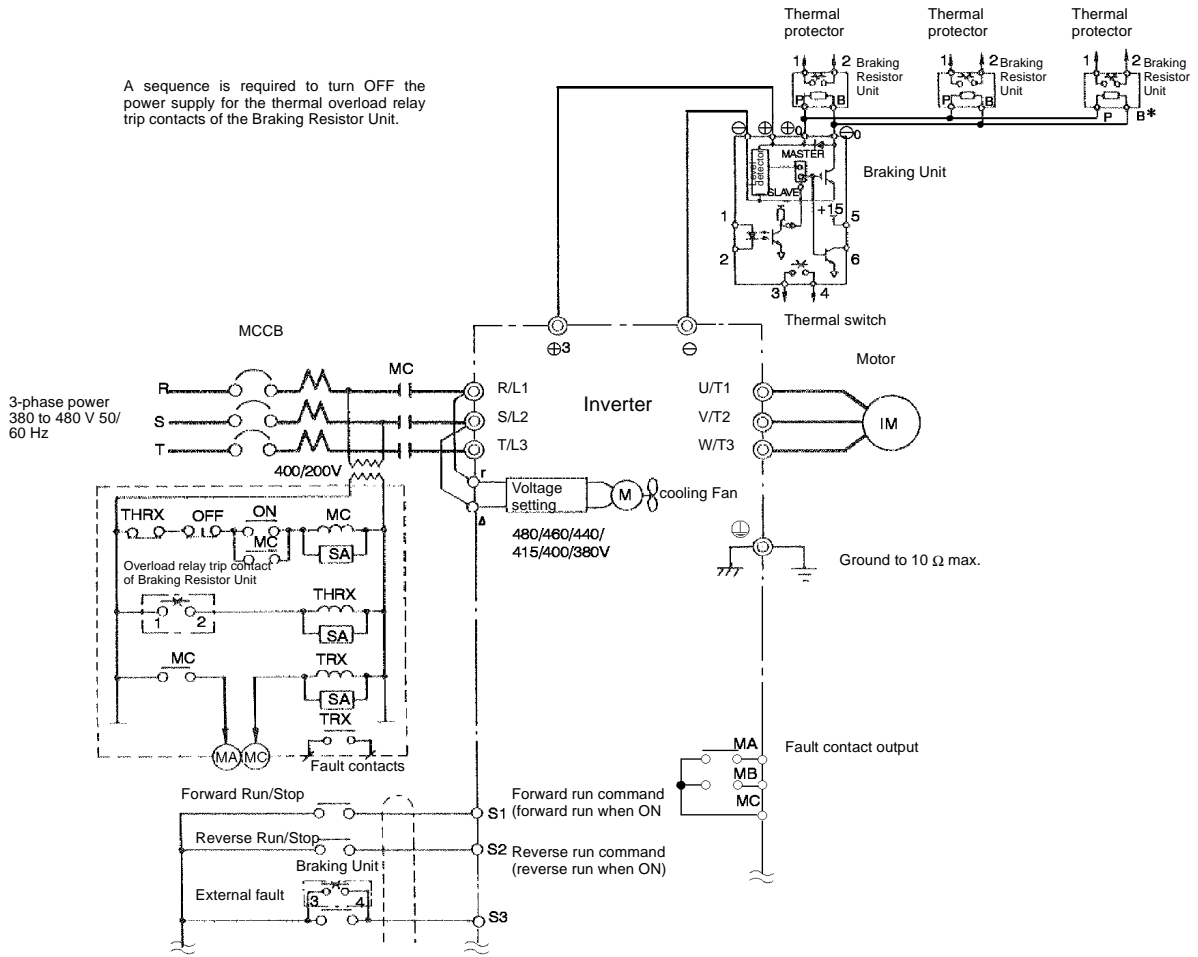 Thermal
protector
Thermal
protector
Thermal
protector
1 2 Braking
Resistor
Unit
1 2 Braking
Resistor
Unit
1 2 Braking
Resistor
Unit
P B
P B
P B*
A sequence is required to turn OFF the
power supply for the thermal overload relay
trip contacts of the Braking Resistor Unit.
⊖ ⊕ ⊕0 ⊖0
MASTER
Level
detector
SLAVE
+15
1 5
2 6
3 4
Braking Unit
Thermal switch
MCCB
⊕3 ⊖
MC
Motor
3-phase power
380 to 480 V 50/
60 Hz
R
S
T
R/L1
S/L2
T/L3
Inverter
U/T1
V/T2
W/T3
IM
400/200V
r
Voltage
setting
M
cooling Fan
480/460/440/
415/400/380V
THRX OFF ON MC
MC
SA
Overload relay trip contact
of Braking Resistor Unit
1 2
THRX
SA
Ground to 10 Ω max.
MC
TRX
SA
TRX
MA MC
Fault contacts
MA
MB
MC
Fault contact output
Forward Run/Stop
S1
Forward run command
(forward run when ON
Reverse Run/Stop
S2
Reverse run command
(reverse run when ON)
Braking Unit
External fault
3 4
S3